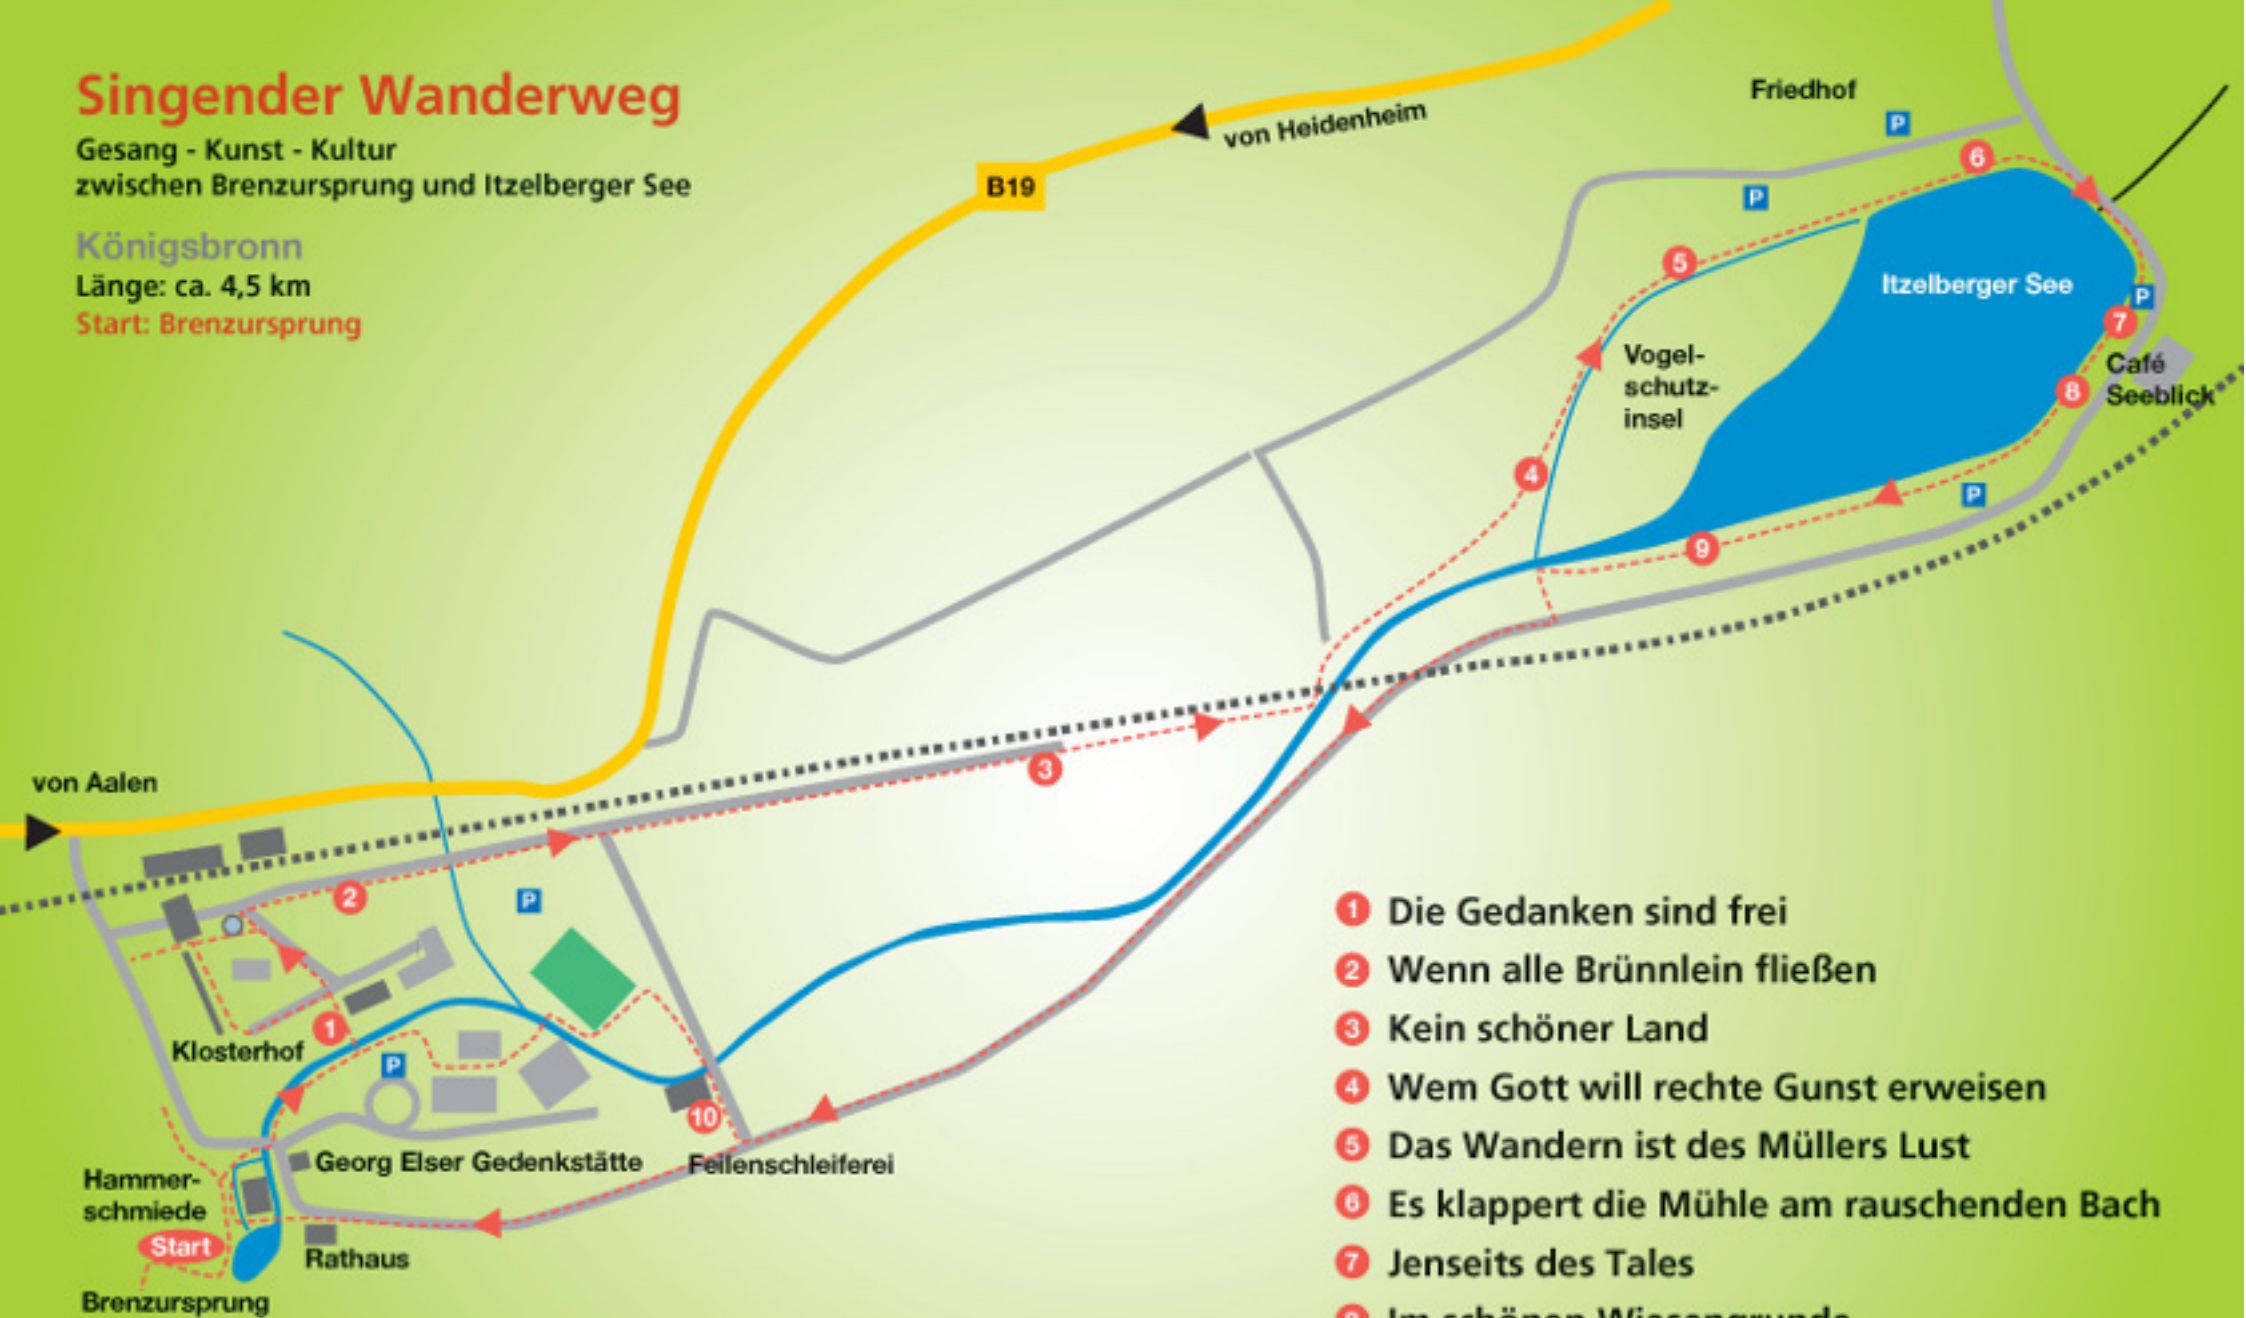 Singender Wanderweg
Gesang - Kunst - Kultur
zwischen Brenzursprung und Itzelberger See
Königsbronn
Länge: ca. 4,5 km
Start: Brenzursprung
B19
von Heidenheim
Friedhof
P
P
6
5
Itzelberger See
P
7
Vogel-
schutz-
insel
Café
Seeblick
8
4
P
9
von Aalen
3
2
P
1
Klosterhof
P
10
Georg Elser Gedenkstätte
Feilenschleiferei
Hammer-
schmiede
Start
Rathaus
Brenzursprung
1 Die Gedanken sind frei
2 Wenn alle Brünnlein fließen
3 Kein schöner Land
4 Wem Gott will rechte Gunst erweisen
5 Das Wandern ist des Müllers Lust
6 Es klappert die Mühle am rauschenden Bach
7 Jenseits des Tales
8 Im schönen Wiesengrunde